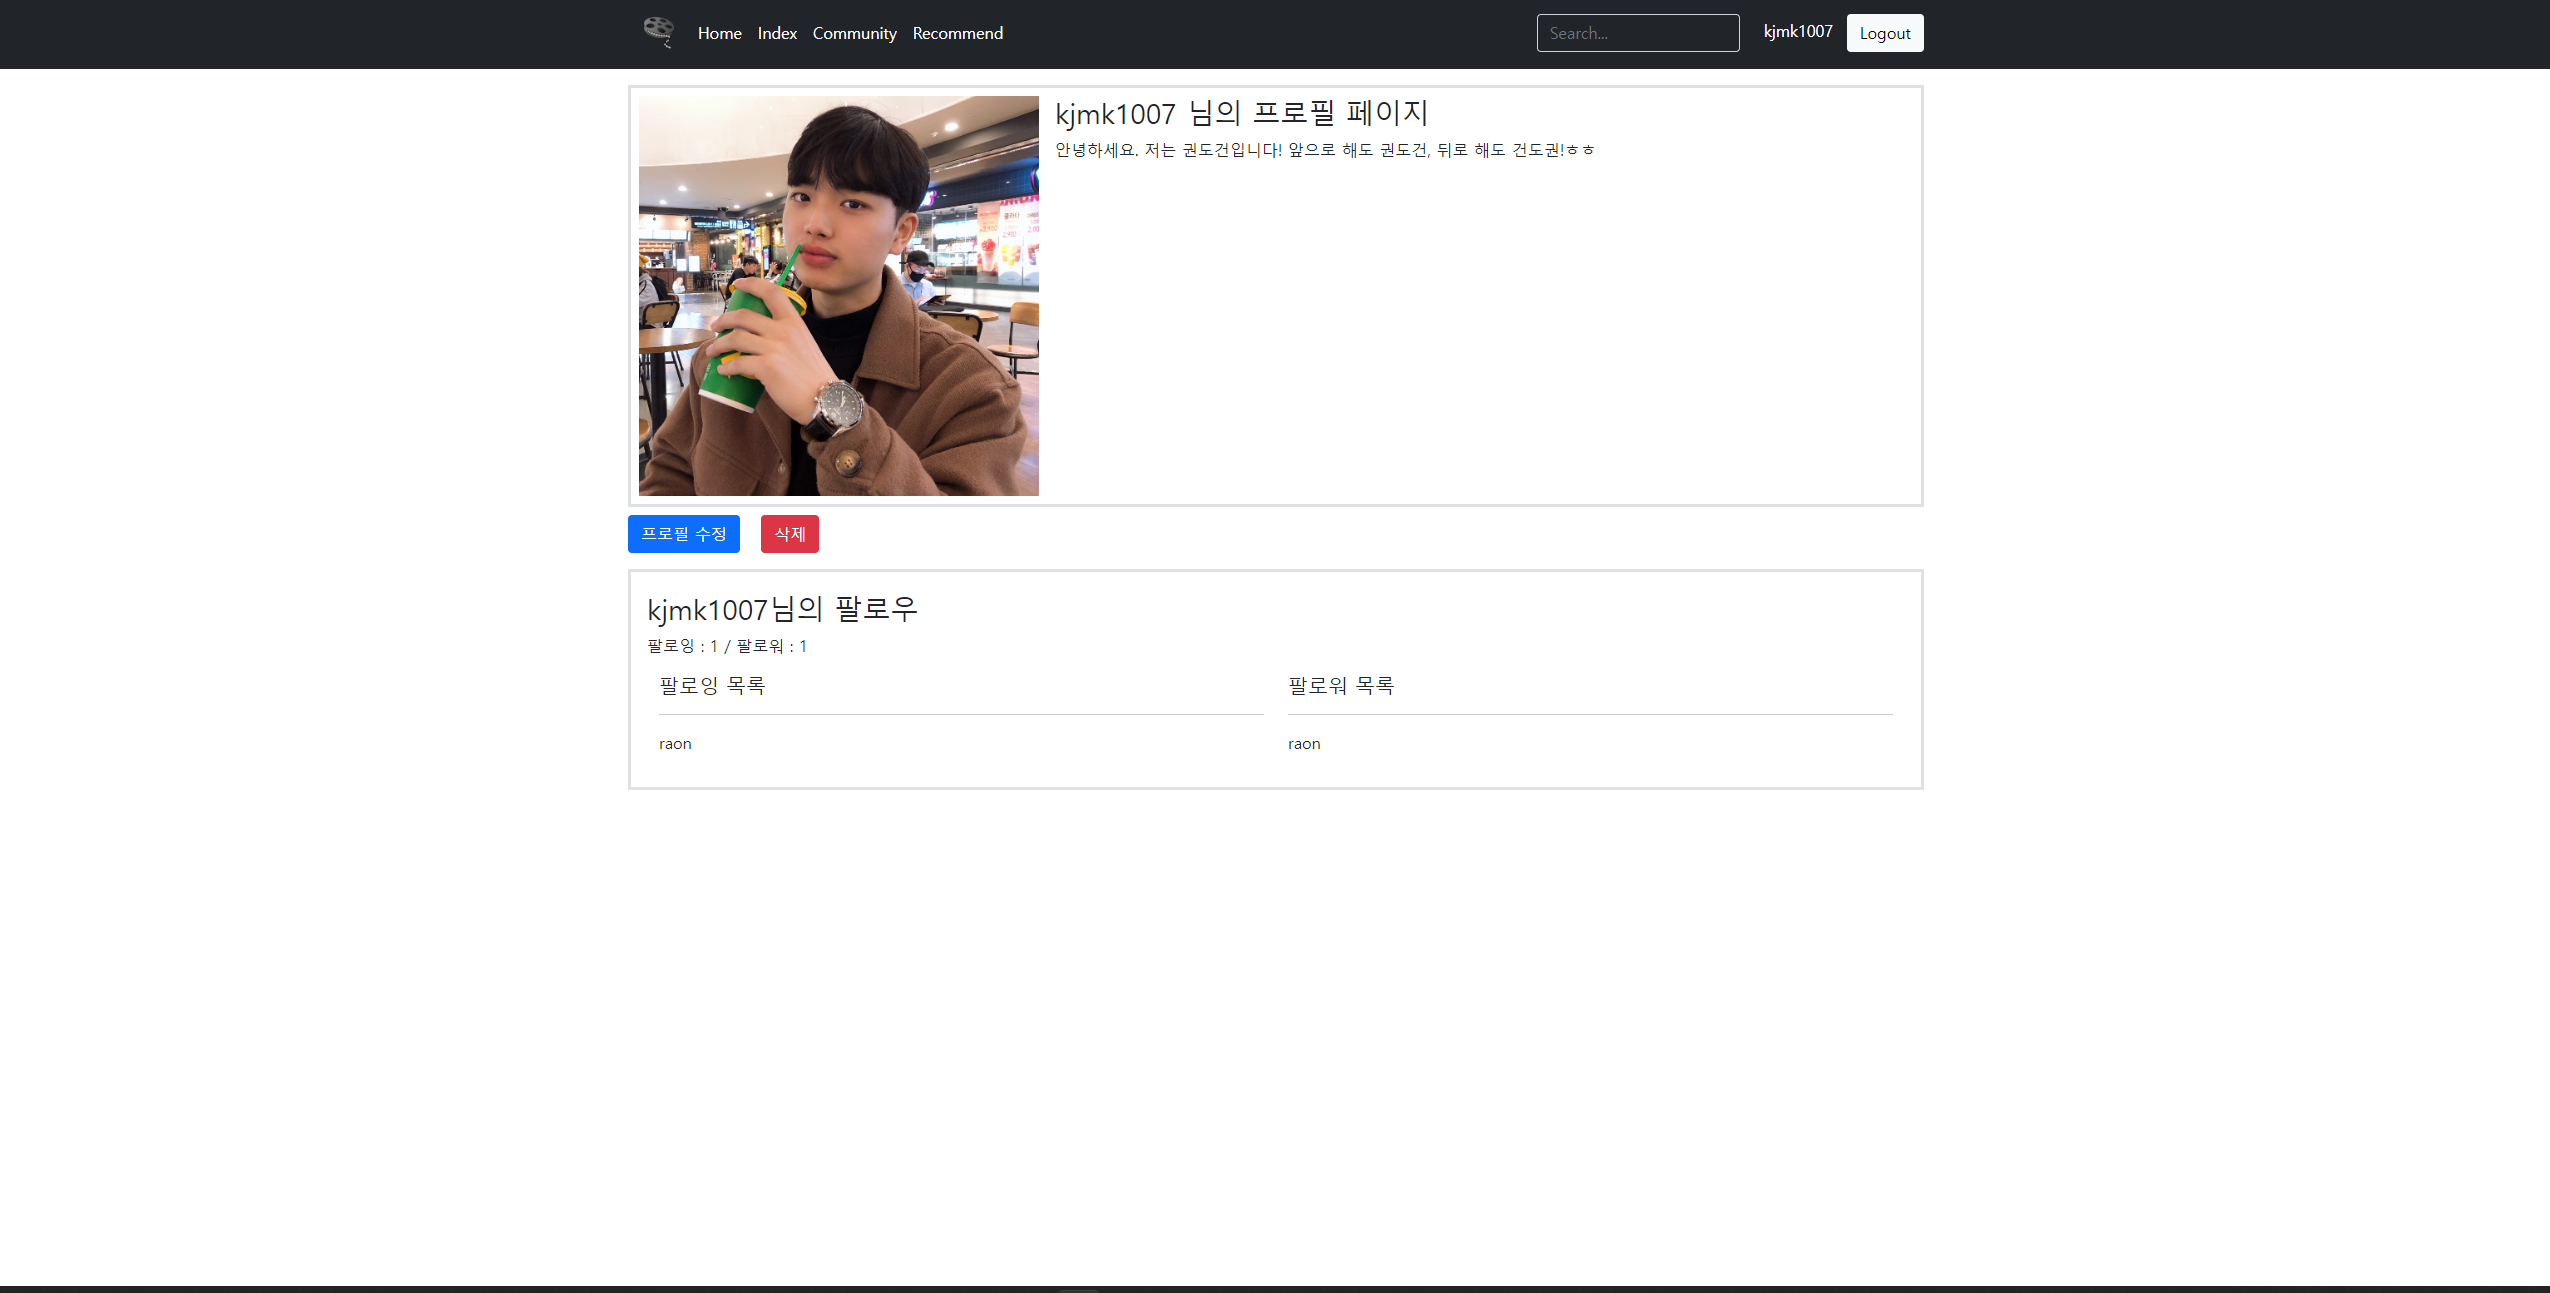 Home Index Community Recommend Search... kjmk1007 Logout
kjmk1007 님의 프로필 페이지
안녕하세요. 저는 권도건입니다! 앞으로 해도 권도건, 뒤로 해도 건도권!ㅎㅎ
프로필 수정 삭제
kjmk1007님의 팔로우
팔로잉 : 1 / 팔로워 : 1
팔로잉 목록
raon
팔로워 목록
raon